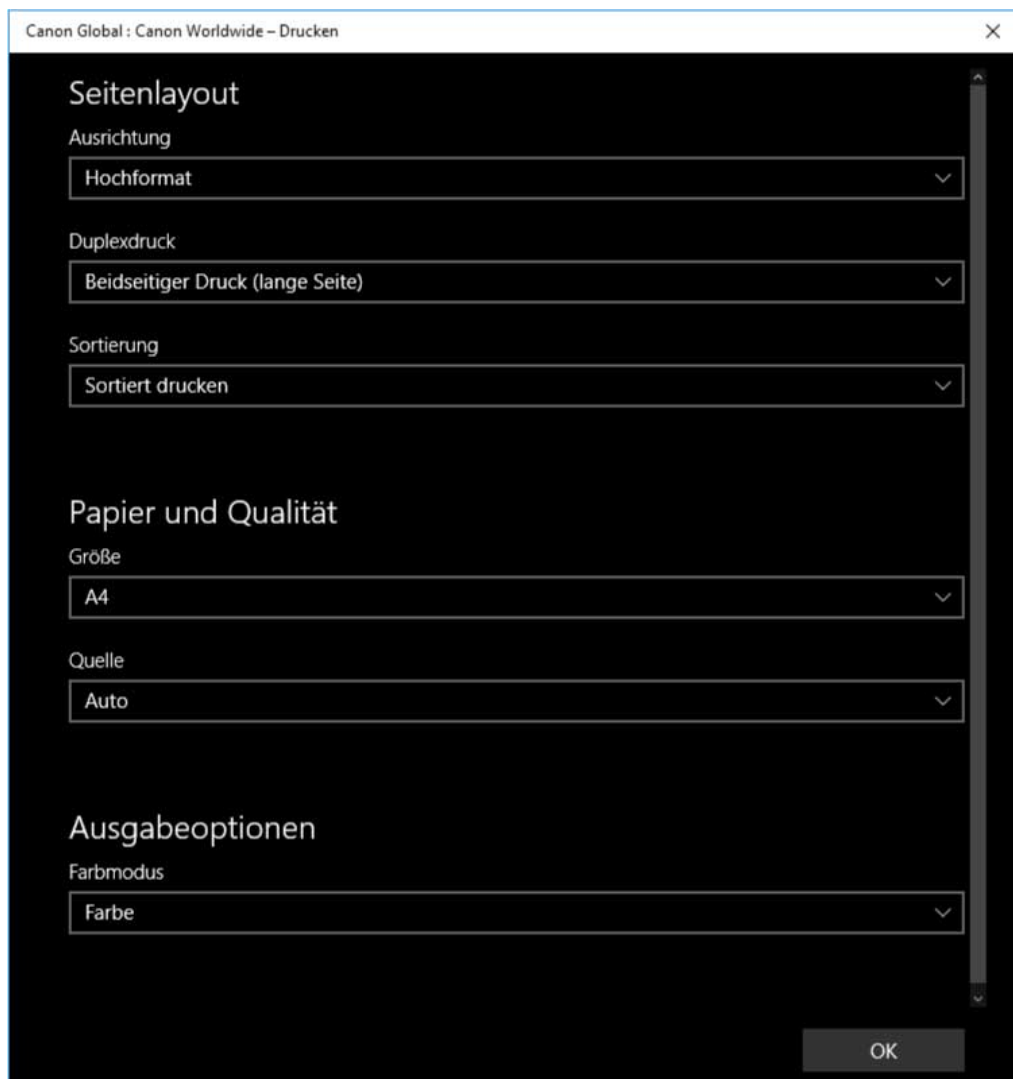 Canon Global : Canon Worldwide – Drucken
Seitenlayout
Ausrichtung
Hochformat
Duplexdruck
Beidseitiger Druck (lange Seite)
Sortierung
Sortiert drucken
Papier und Qualität
Größe
A4
Quelle
Auto
Ausgabeoptionen
Farbmodus
Farbe
OK